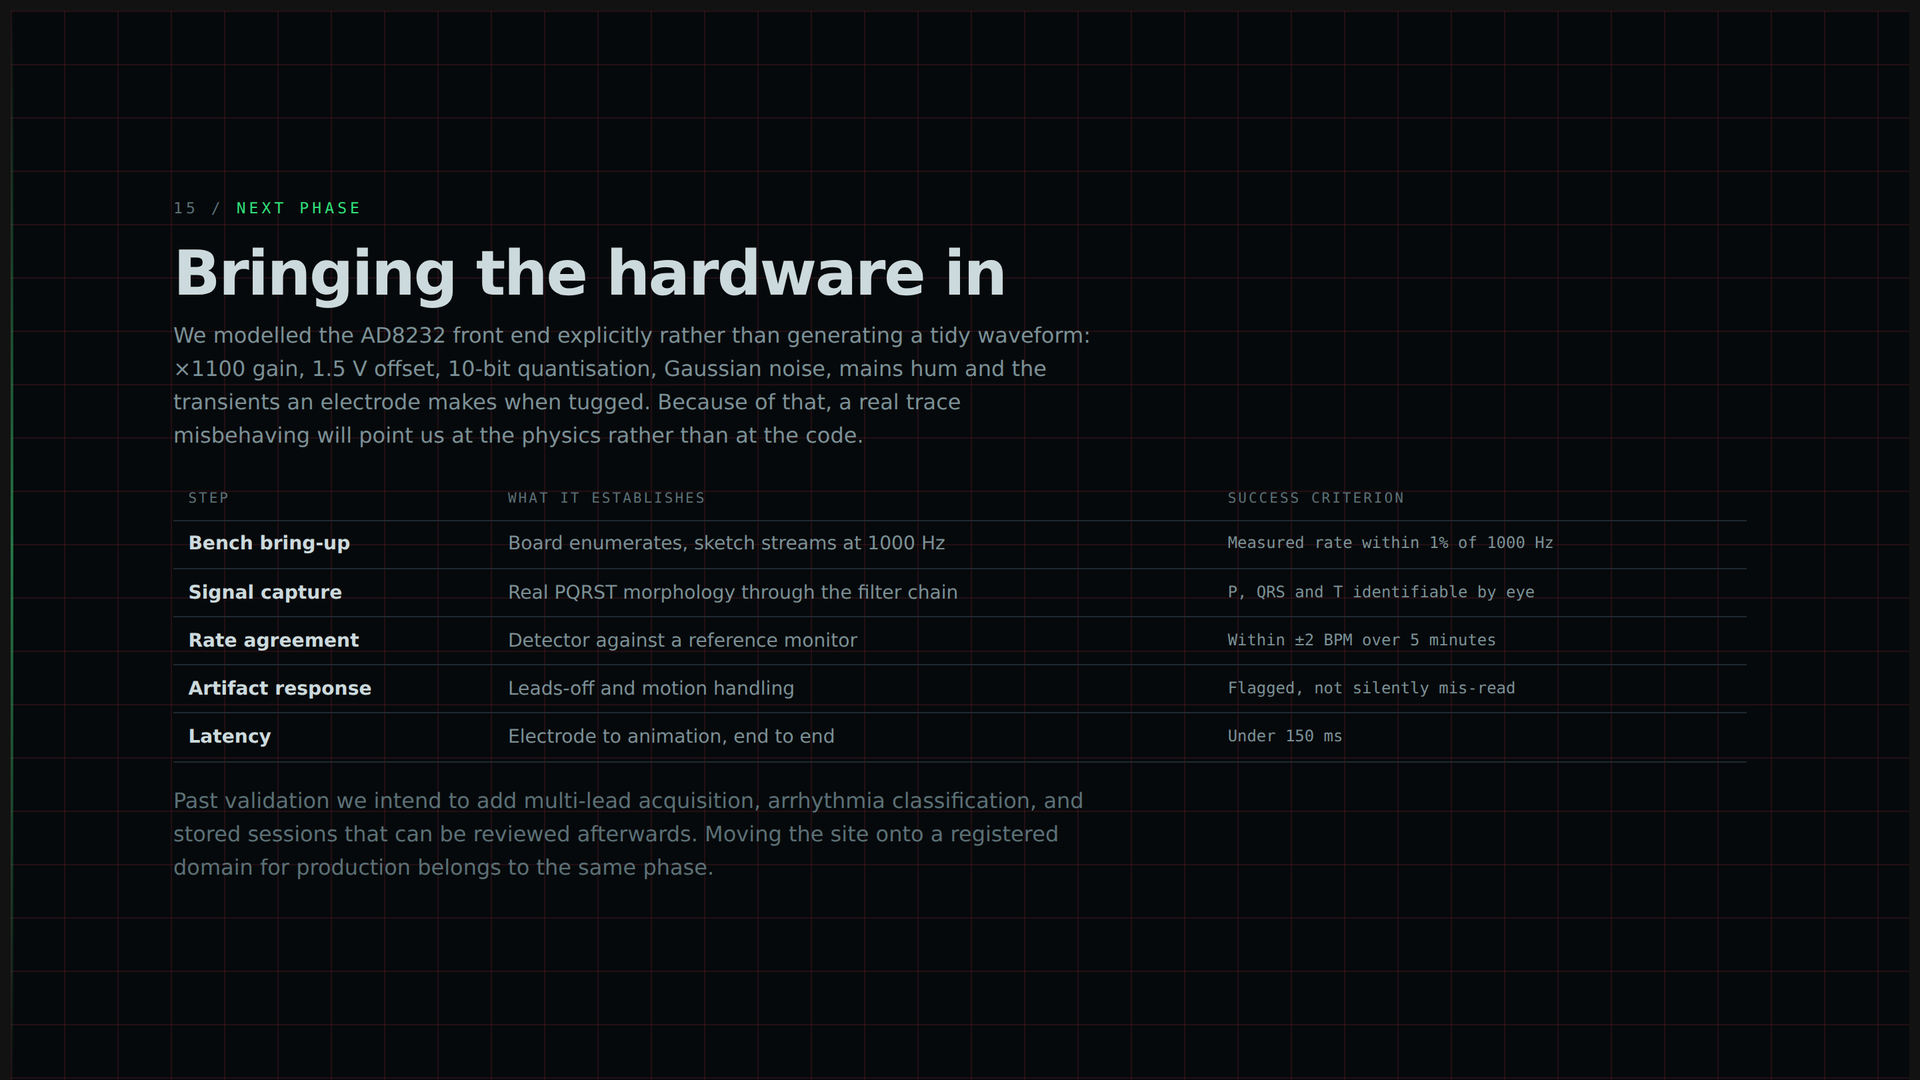 15 / NEXT PHASE
Bringing the hardware in
We modelled the AD8232 front end explicitly rather than generating a tidy waveform:
×1100 gain, 1.5 V offset, 10-bit quantisation, Gaussian noise, mains hum and the
transients an electrode makes when tugged. Because of that, a real trace
misbehaving will point us at the physics rather than at the code.
STEP WHAT IT ESTABLISHES SUCCESS CRITERION
Bench bring-up Board enumerates, sketch streams at 1000 Hz Measured rate within 1% of 1000 Hz
Signal capture Real PQRST morphology through the filter chain P, QRS and T identifiable by eye
Rate agreement Detector against a reference monitor Within ±2 BPM over 5 minutes
Artifact response Leads-off and motion handling Flagged, not silently mis-read
Latency Electrode to animation, end to end Under 150 ms
Past validation we intend to add multi-lead acquisition, arrhythmia classification, and
stored sessions that can be reviewed afterwards. Moving the site onto a registered
domain for production belongs to the same phase.